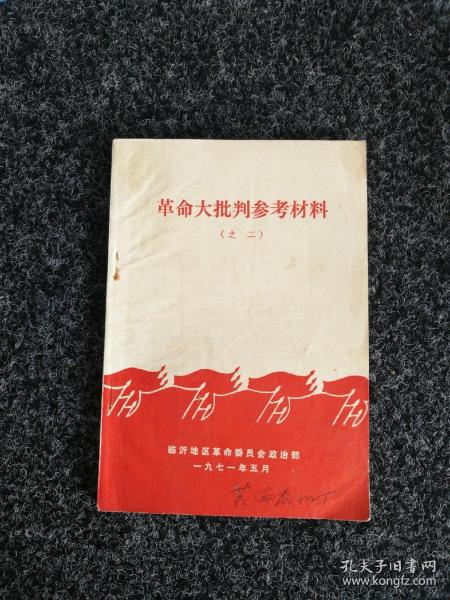 革命大批判参考材料
（之 二）
临沂地区革命委员会政治部
一九七一年五月
孔夫子旧书网
www.kongfz.com